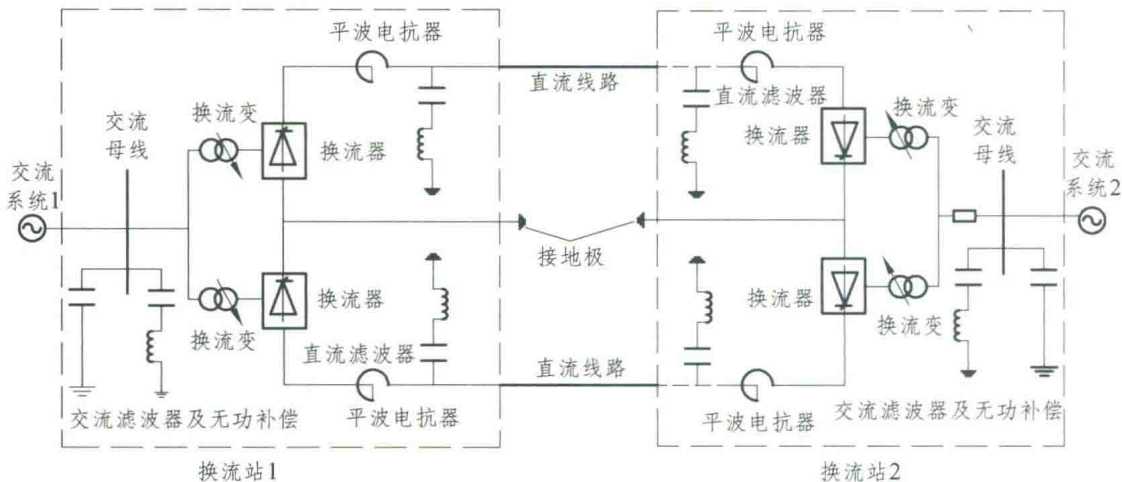 平波电抗器
平波电抗器
直流线路
直流滤波器
换流变
换流变
交流
母线
交流
母线
换流器
换流器
交流
系统1
交流
系统2
接地极
换流器
换流器
换流变
换流变
直流滤波器
直流线路
交流滤波器及无功补偿
平波电抗器
平波电抗器
交流滤波器及无功补偿
换流站1
换流站2